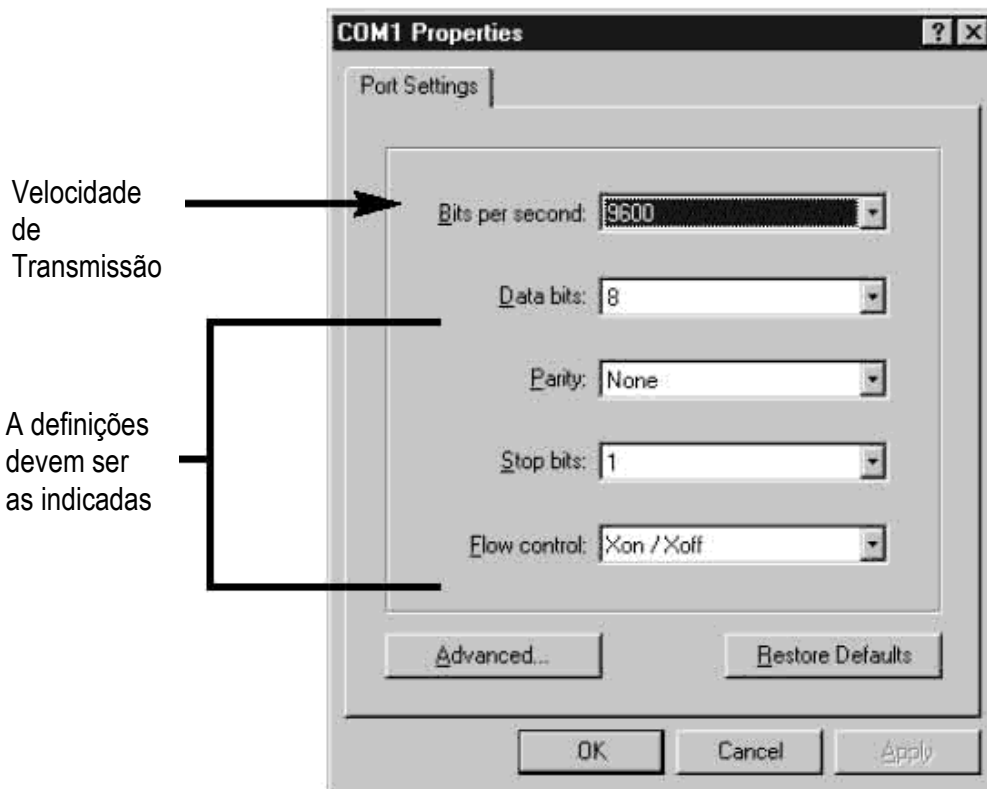 COM1 Properties
Port Settings
Velocidade
de
Transmissão
Bits per second: 9600
Data bits: 8
Parity: None
A definições
devem ser
as indicadas
Stop bits: 1
Flow control: Xon / Xoff
Advanced...
Restore Defaults
OK
Cancel
Apply